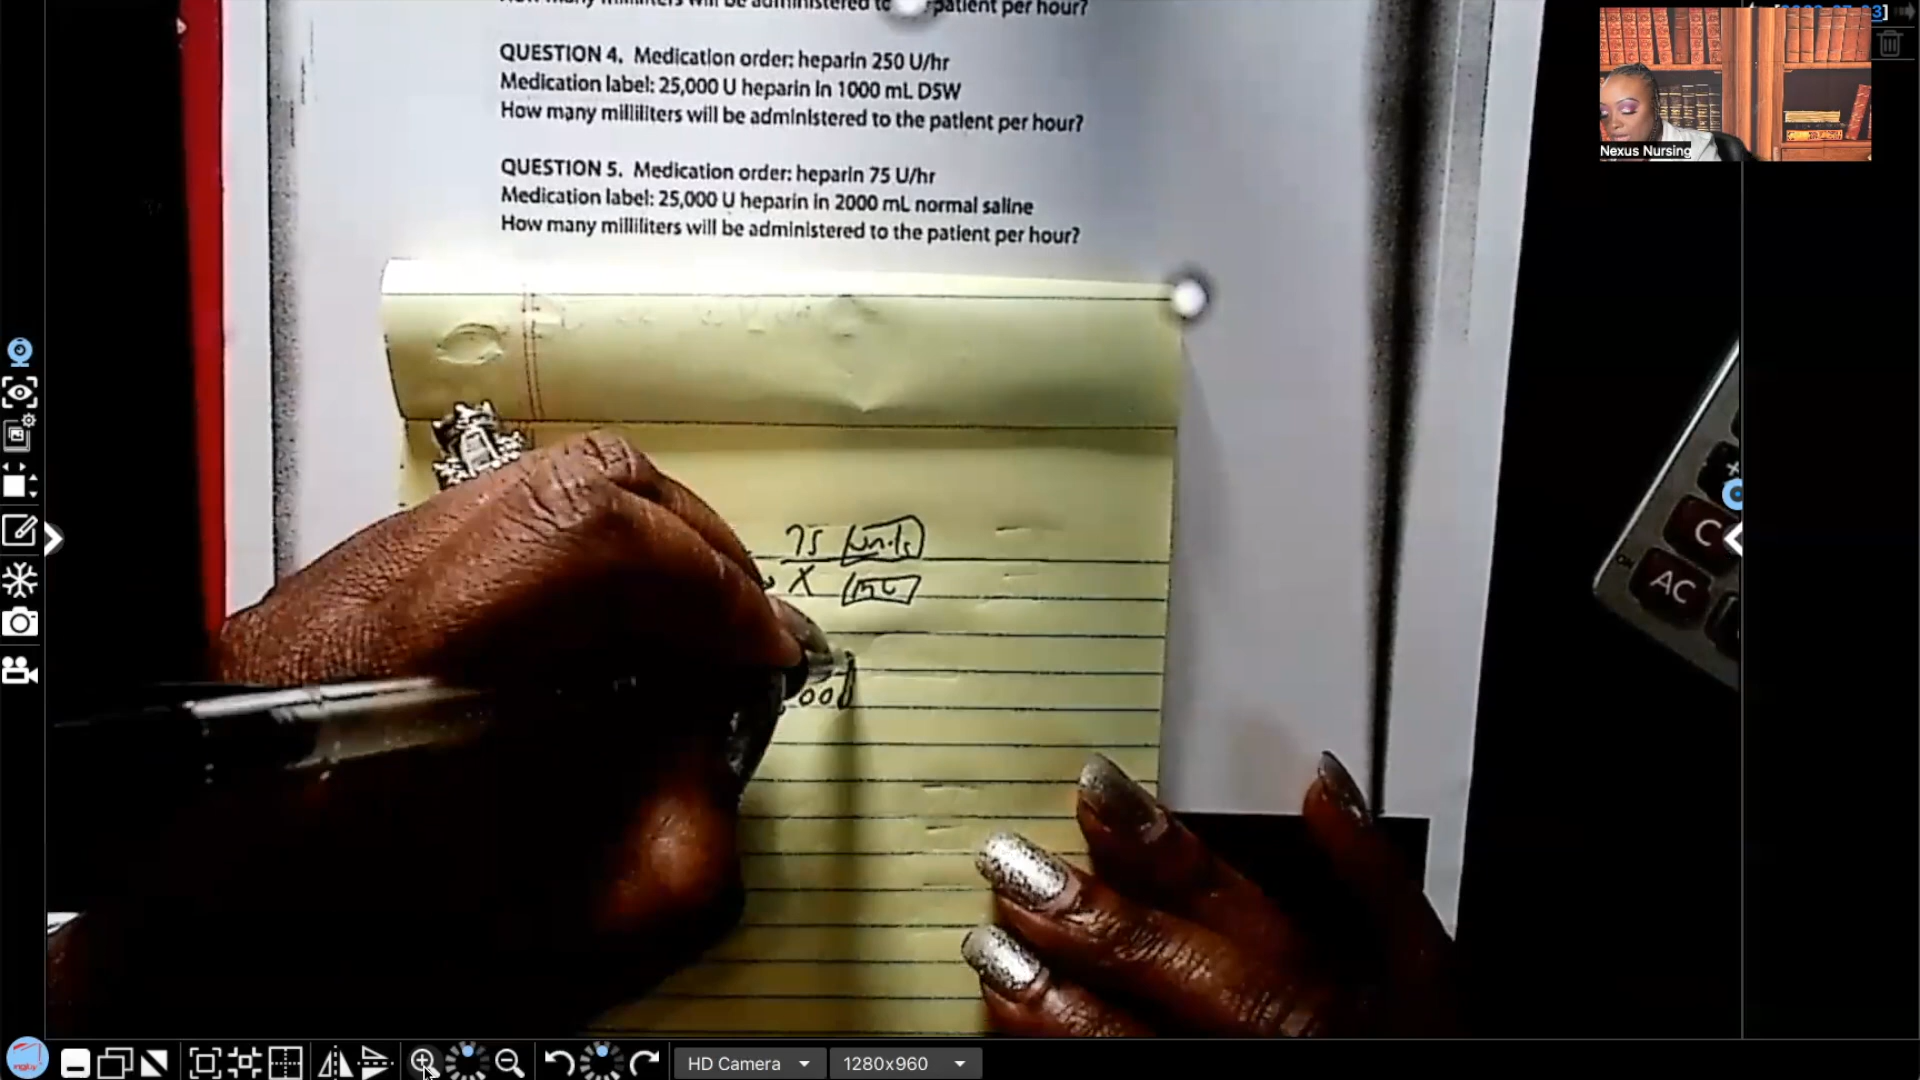 patient per hour?
QUESTION 4. Medication order: heparin 250 U/hr
Medication label: 25,000 U heparin in 1000 mL D5W
How many milliliters will be administered to the patient per hour?
QUESTION 5. Medication order: heparin 75 U/hr
Medication label: 25,000 U heparin in 2000 mL normal saline
How many milliliters will be administered to the patient per hour?
75 units
X
Nexus Nursing
C
AC
HD Camera
1280x960